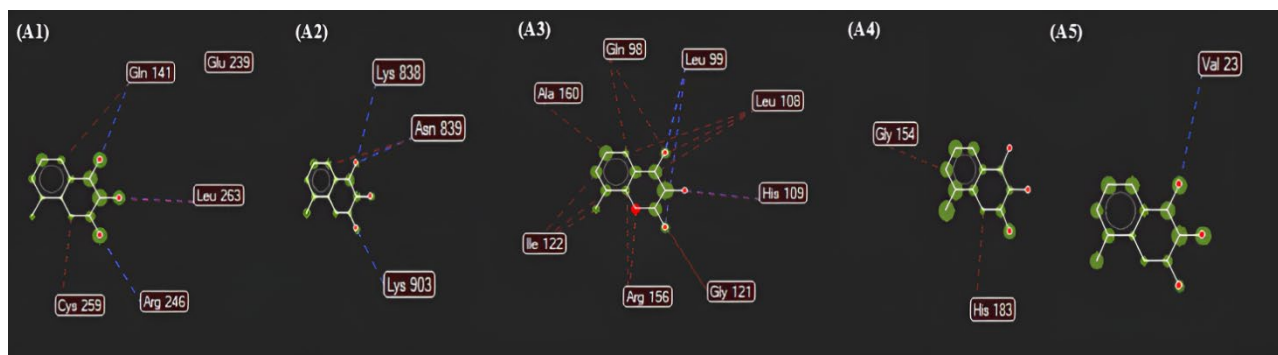 (A1)
Gln 141
Glu 239
Leu 263
Cys 259
Arg 246
(A2)
Lys 838
Asn 839
Lys 903
(A3)
Gln 98
Leu 99
Ala 160
Leu 108
His 109
Ile 122
Arg 156
Gly 121
(A4)
Gly 154
His 183
(A5)
Val 23